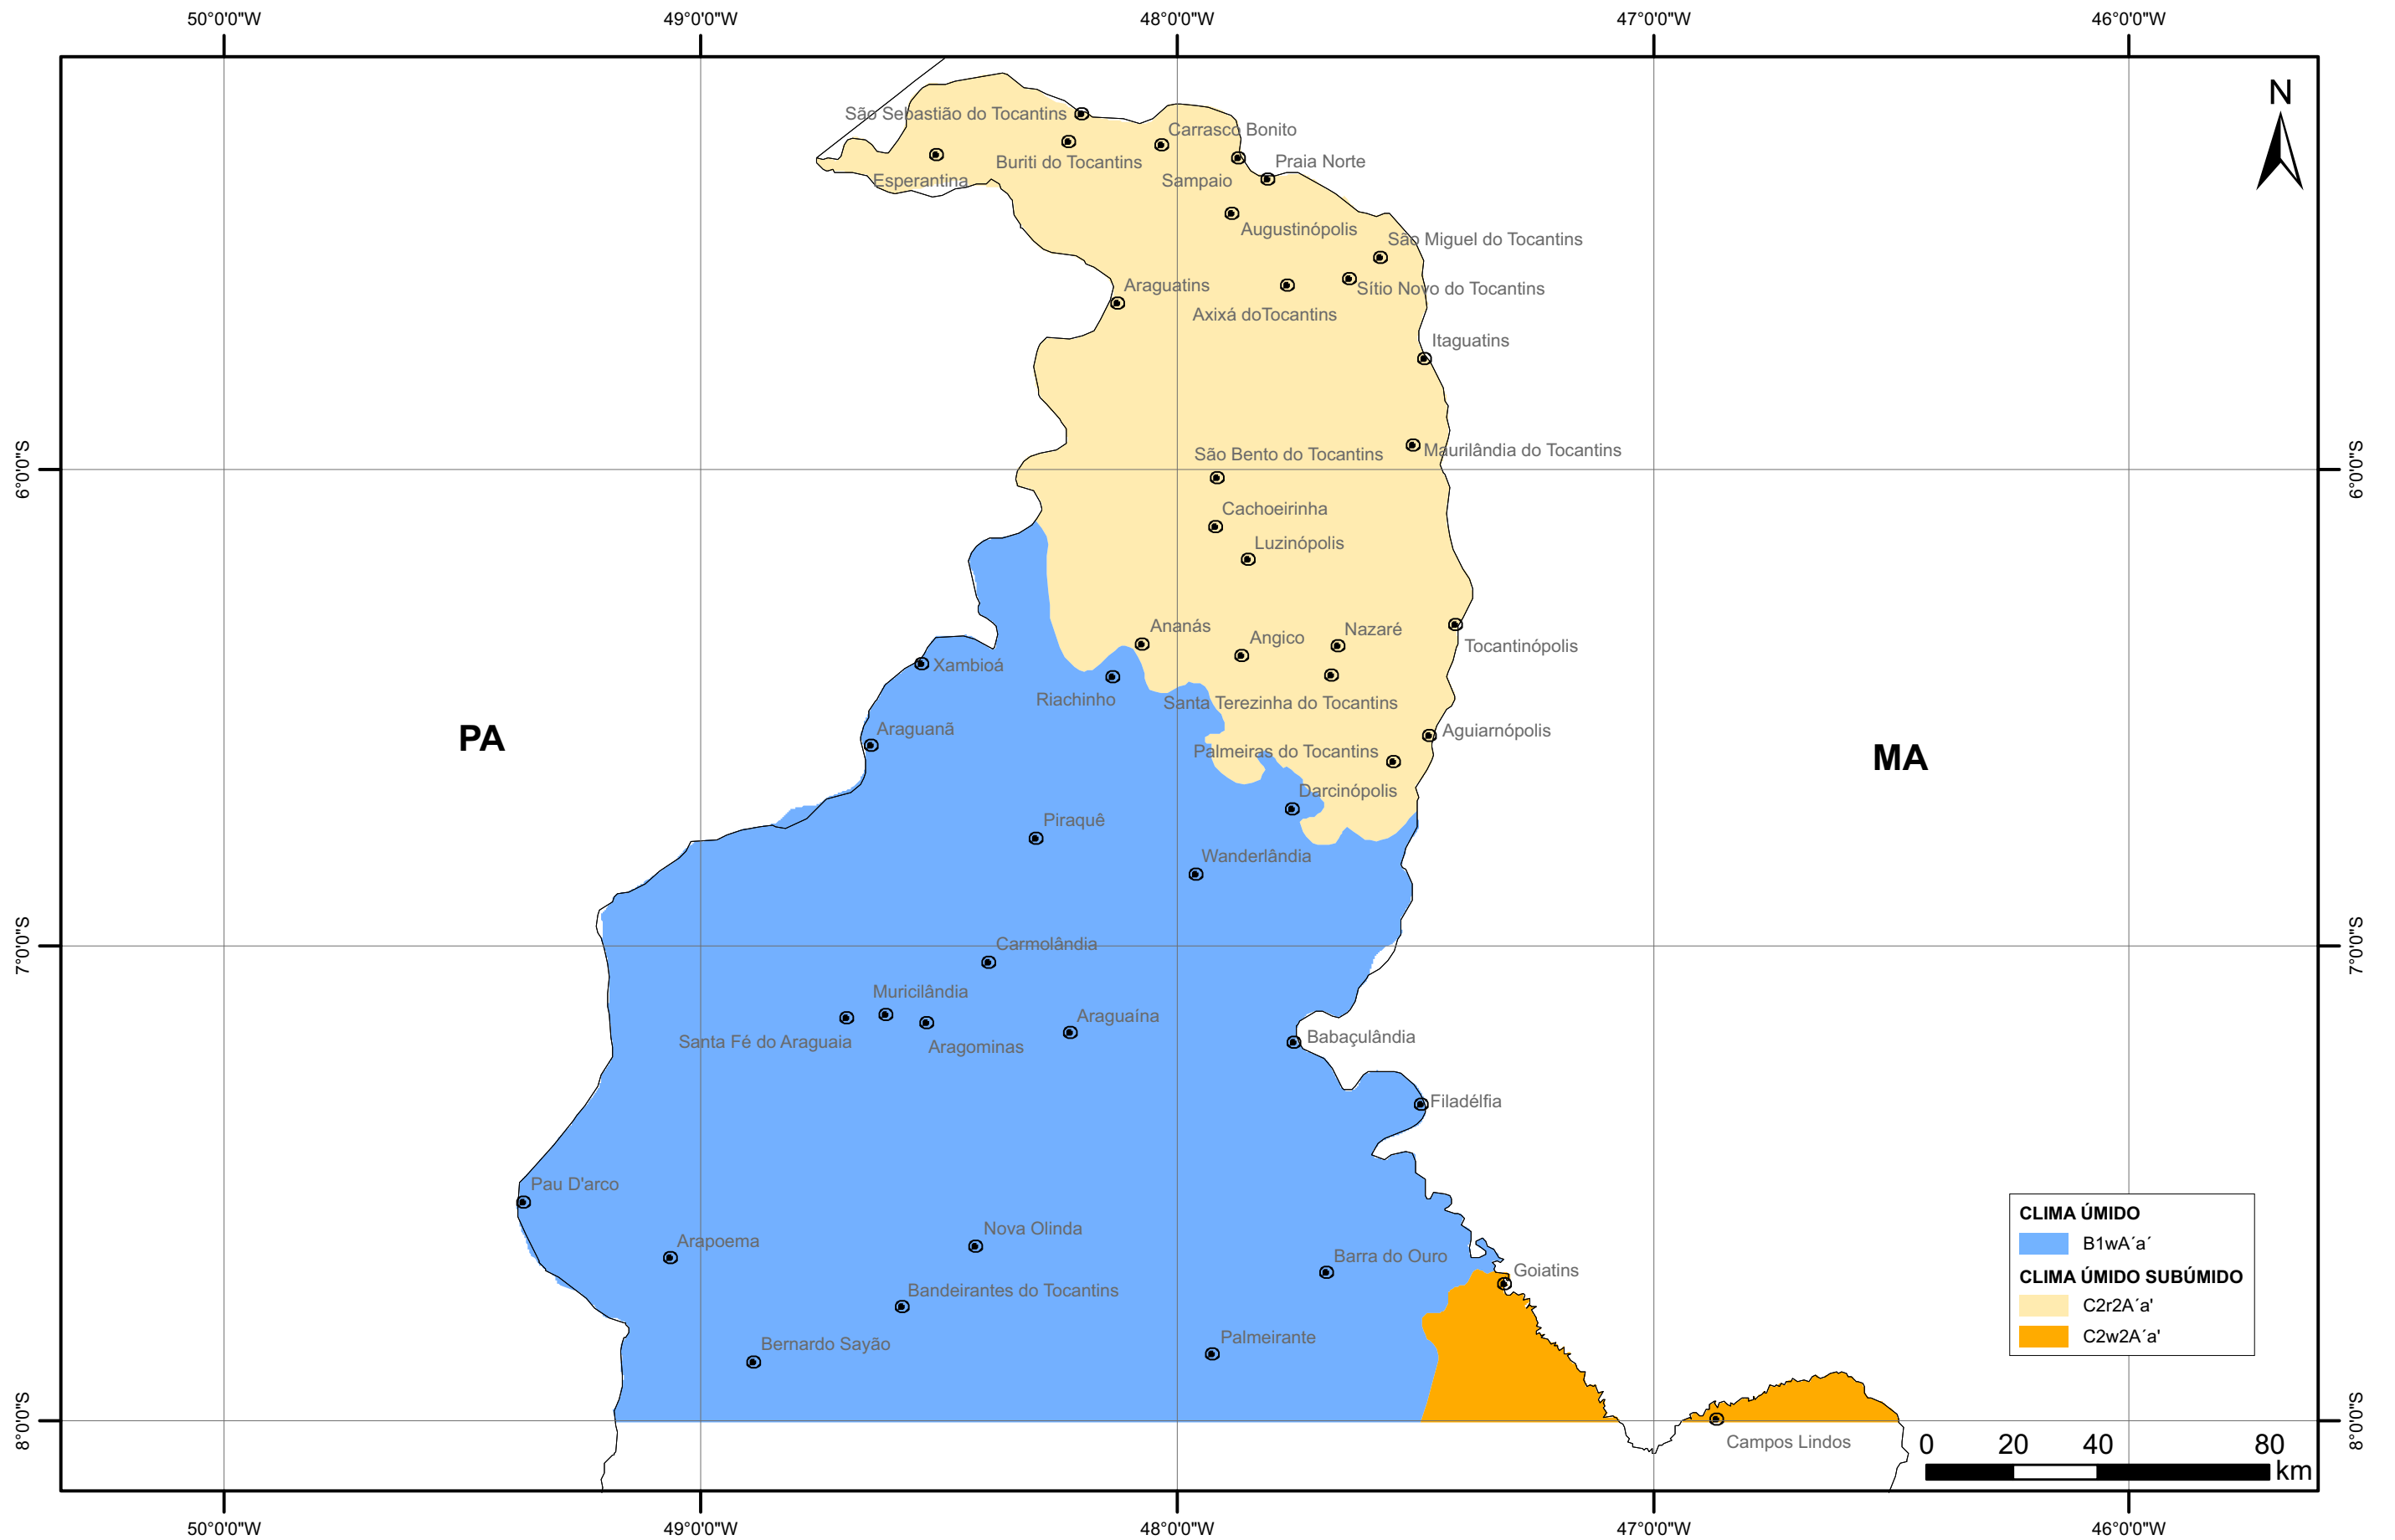 50°0'0"W 49°0'0"W 48°0'0"W 47°0'0"W 46°0'0"W
N
São Sebastião do Tocantins
Carrasco Bonito
Buriti do Tocantins
Praia Norte
Esperantina
Sampaio
Augustinópolis
São Miguel do Tocantins
Araguatins
Sítio Novo do Tocantins
Axixá doTocantins
Itaguatins
São Bento do Tocantins
Maurilândia do Tocantins
6°0'0"S 6°0'0"S
Cachoeirinha
Luzinópolis
Ananás
Angico
Nazaré
Tocantinópolis
Xambioá
Riachinho
Santa Terezinha do Tocantins
Araguanã
Aguiarnópolis
PA
Palmeiras do Tocantins
MA
Darcinópolis
Piraquê
Wanderlândia
7°0'0"S 7°0'0"S
Carmolândia
Muricilândia
Araguaína
Santa Fé do Araguaia
Aragominas
Babaçulândia
Filadélfia
Pau D'arco
Nova Olinda
Arapoema
Barra do Ouro
Goiatins
Bandeirantes do Tocantins
Palmeirante
Bernardo Sayão
CLIMA ÚMIDO
B1wA´a´
CLIMA ÚMIDO SUBÚMIDO
C2r2A´a'
C2w2A´a'
8°0'0"S 8°0'0"S
Campos Lindos
0 20 40 80
km
50°0'0"W 49°0'0"W 48°0'0"W 47°0'0"W 46°0'0"W